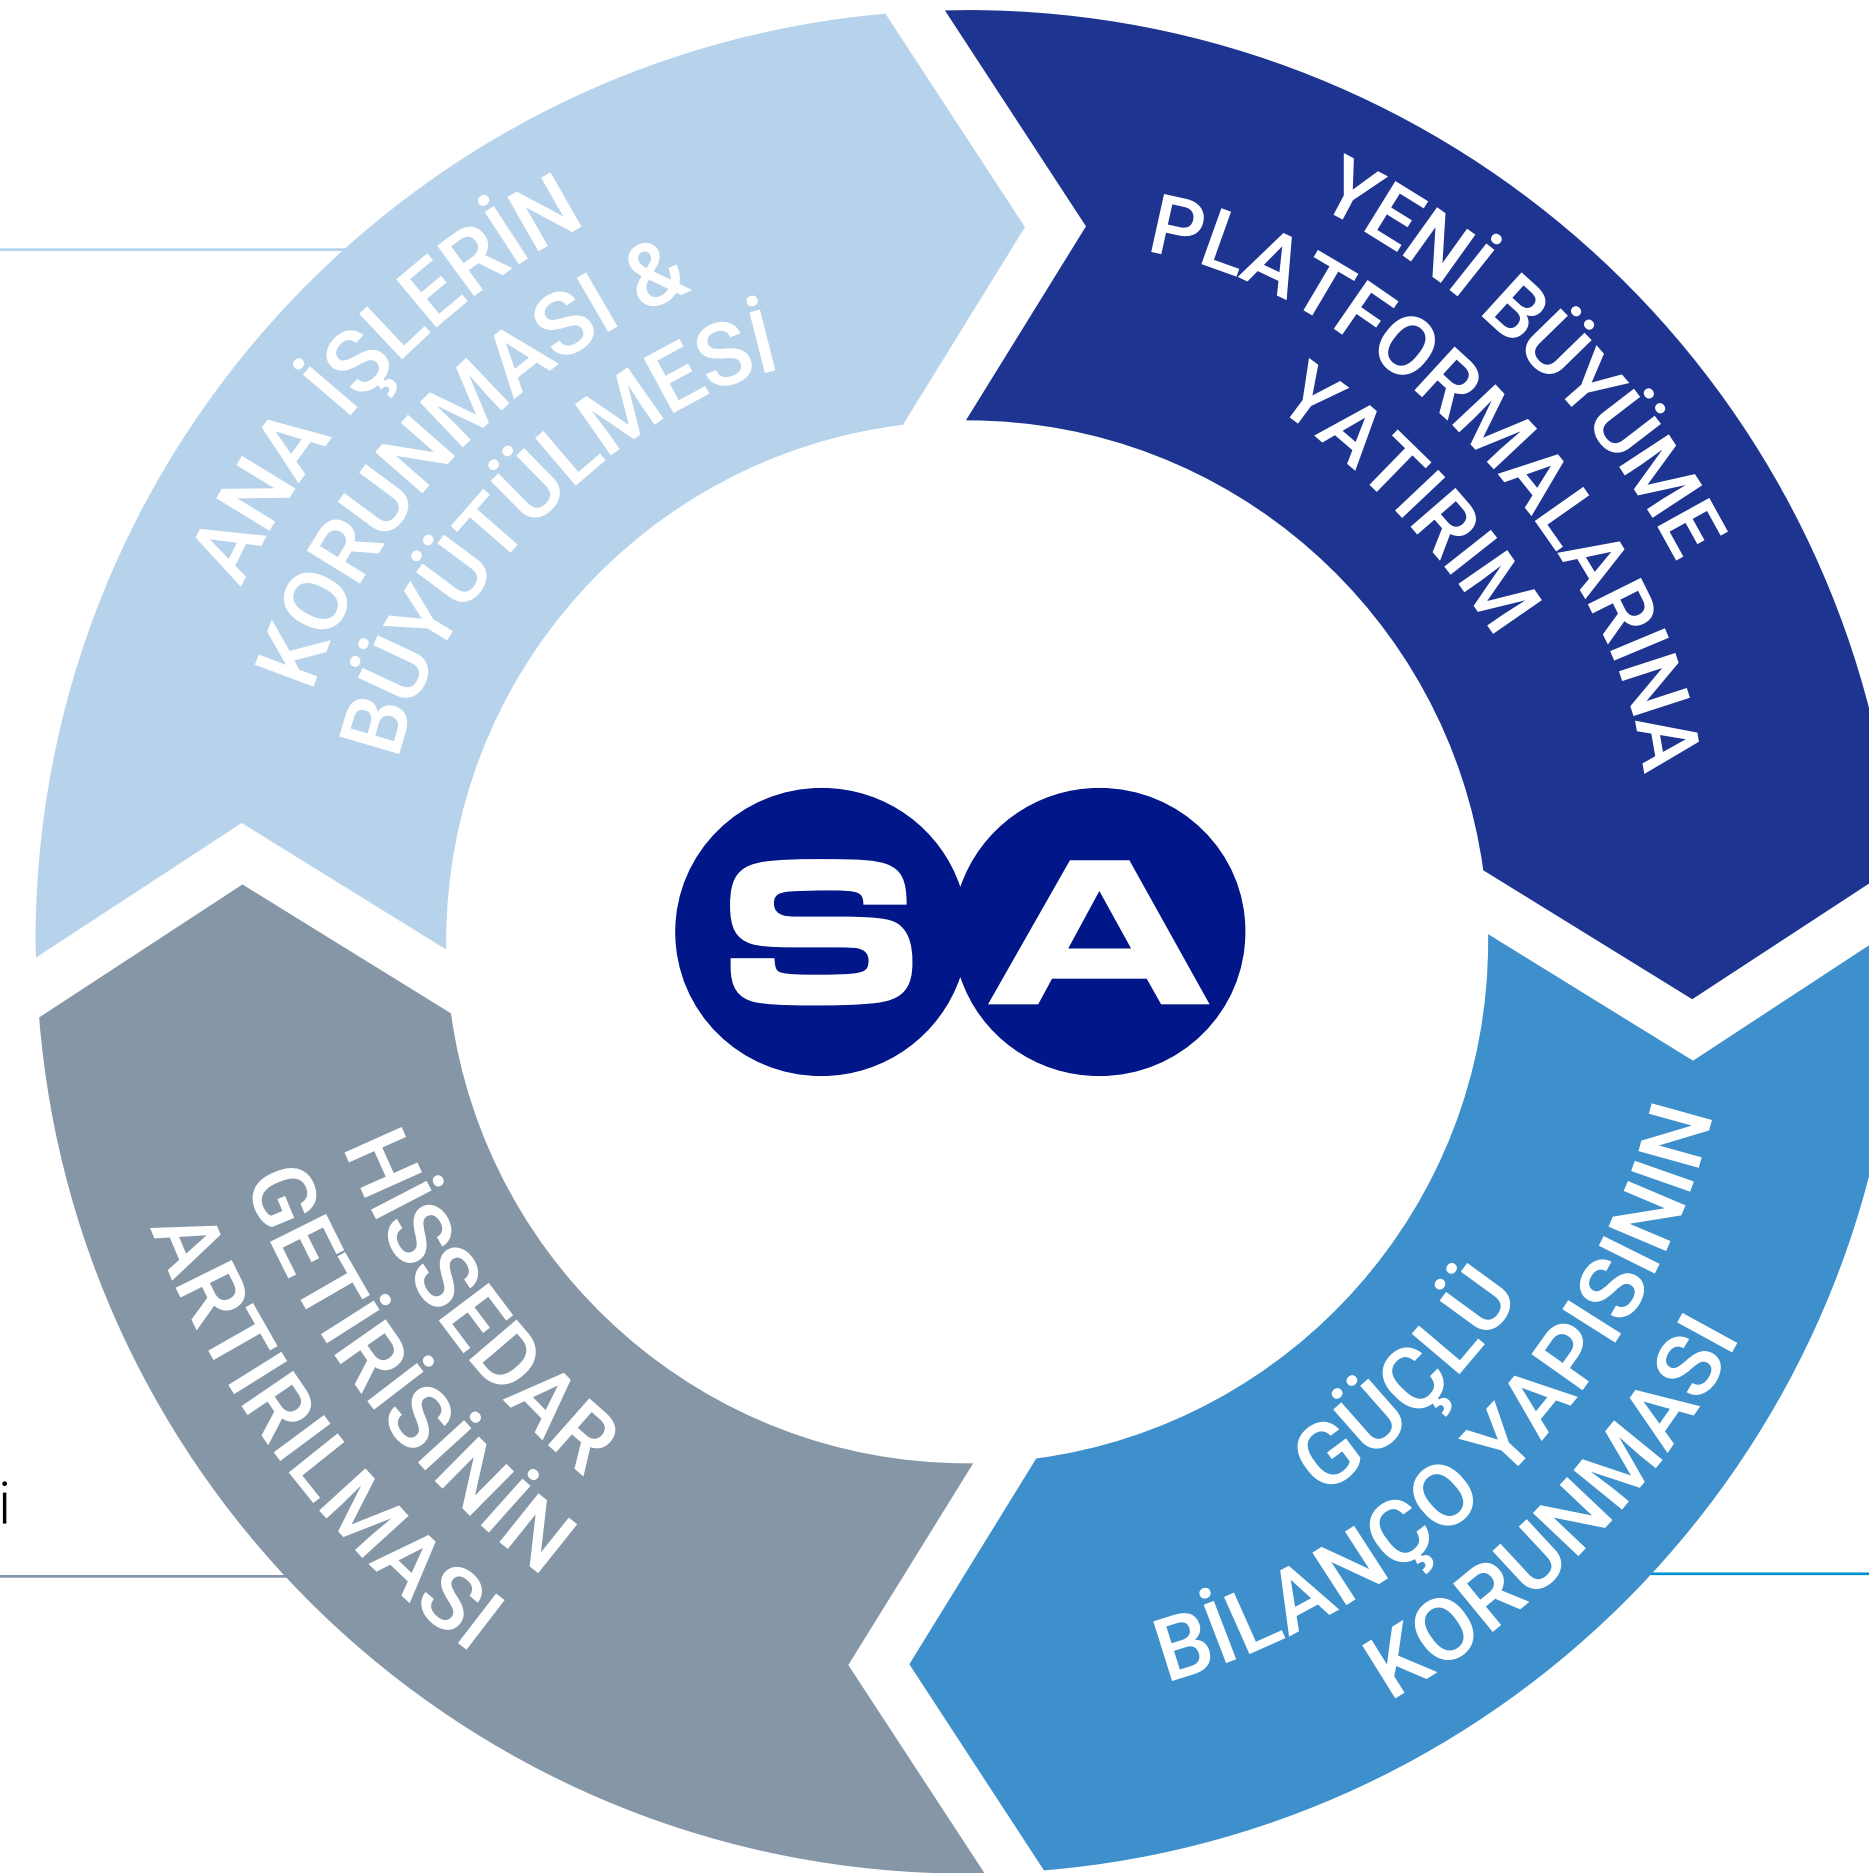 ANA İŞLERİN
KORUNMASI &
BÜYÜTÜLMESİ
YENİ BÜYÜME
PLATFORMALARINA
YATIRIM
SA
GÜÇLÜ
BİLANÇO YAPISININ
KORUNMASI
HİSSEDAR
GETİRİSİNİN
ARTIRILMASI
i